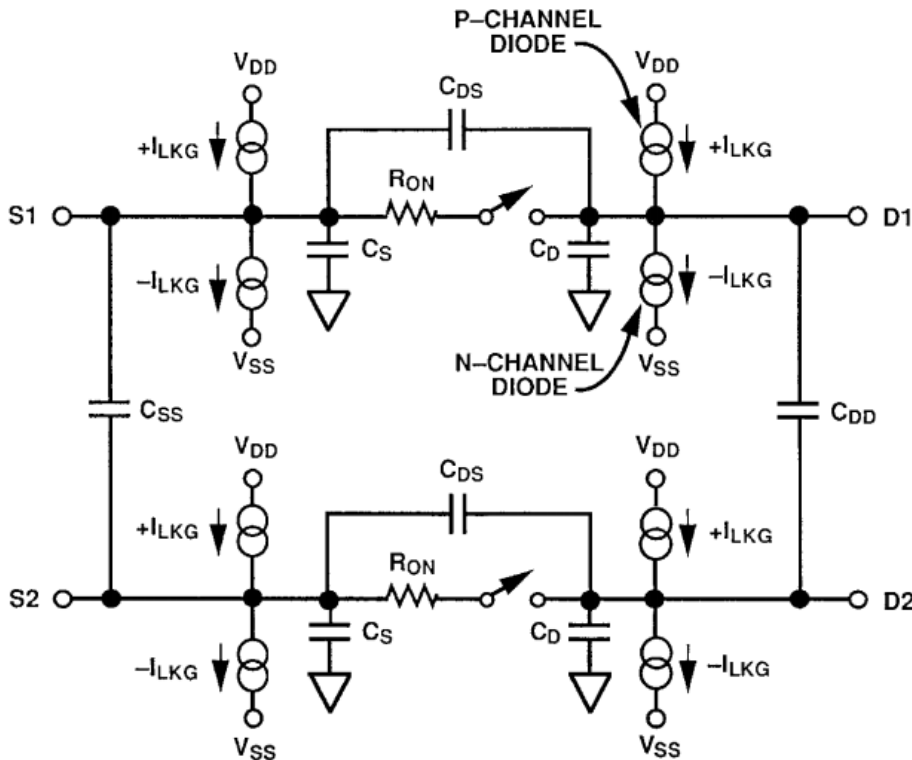 P–CHANNEL
DIODE
VDD
VDD
CDS
+ILKG
+ILKG
RON
S1
D1
CS
CD
–ILKG
–ILKG
VSS
N–CHANNEL
DIODE
VSS
CSS
CDD
VDD
VDD
CDS
+ILKG
+ILKG
RON
S2
D2
CS
CD
–ILKG
–ILKG
VSS
VSS